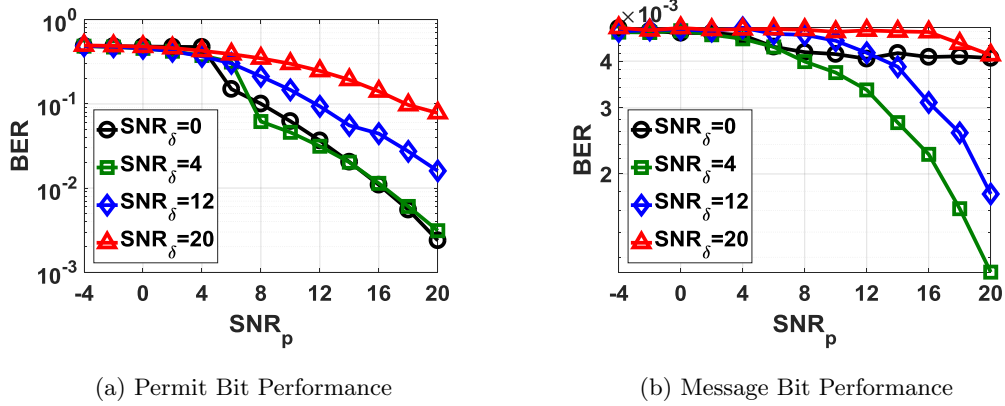 10^0
10^-1
10^-2
10^-3
BER
SNR_δ=0
SNR_δ=4
SNR_δ=12
SNR_δ=20
-4 0 4 8 12 16 20
SNR_p
(a) Permit Bit Performance
×10^-3
4
3
2
BER
SNR_δ=0
SNR_δ=4
SNR_δ=12
SNR_δ=20
-4 0 4 8 12 16 20
SNR_p
(b) Message Bit Performance